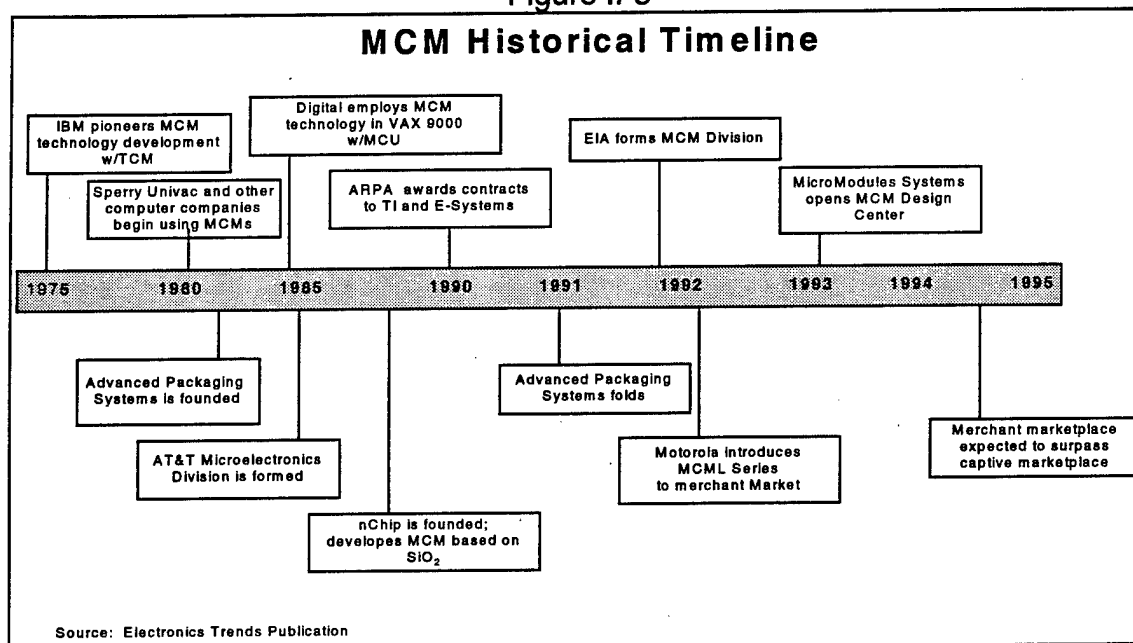 MCM Historical Timeline
IBM pioneers MCM
technology development
w/TCM
Sperry Univac and other
computer companies
begin using MCMs
Digital employs MCM
technology in VAX 9000
w/MCU
ARPA awards contracts
to TI and E-Systems
EIA forms MCM Division
MicroModules Systems
opens MCM Design
Center
1975 1980 1985 1990 1991 1992 1993 1994 1995
Advanced Packaging
Systems is founded
AT&T Microelectronics
Division is formed
nChip is founded;
developes MCM based on
SiO₂
Advanced Packaging
Systems folds
Motorola introduces
MCML Series
to merchant Market
Merchant marketplace
expected to surpass
captive marketplace
Source: Electronics Trends Publication